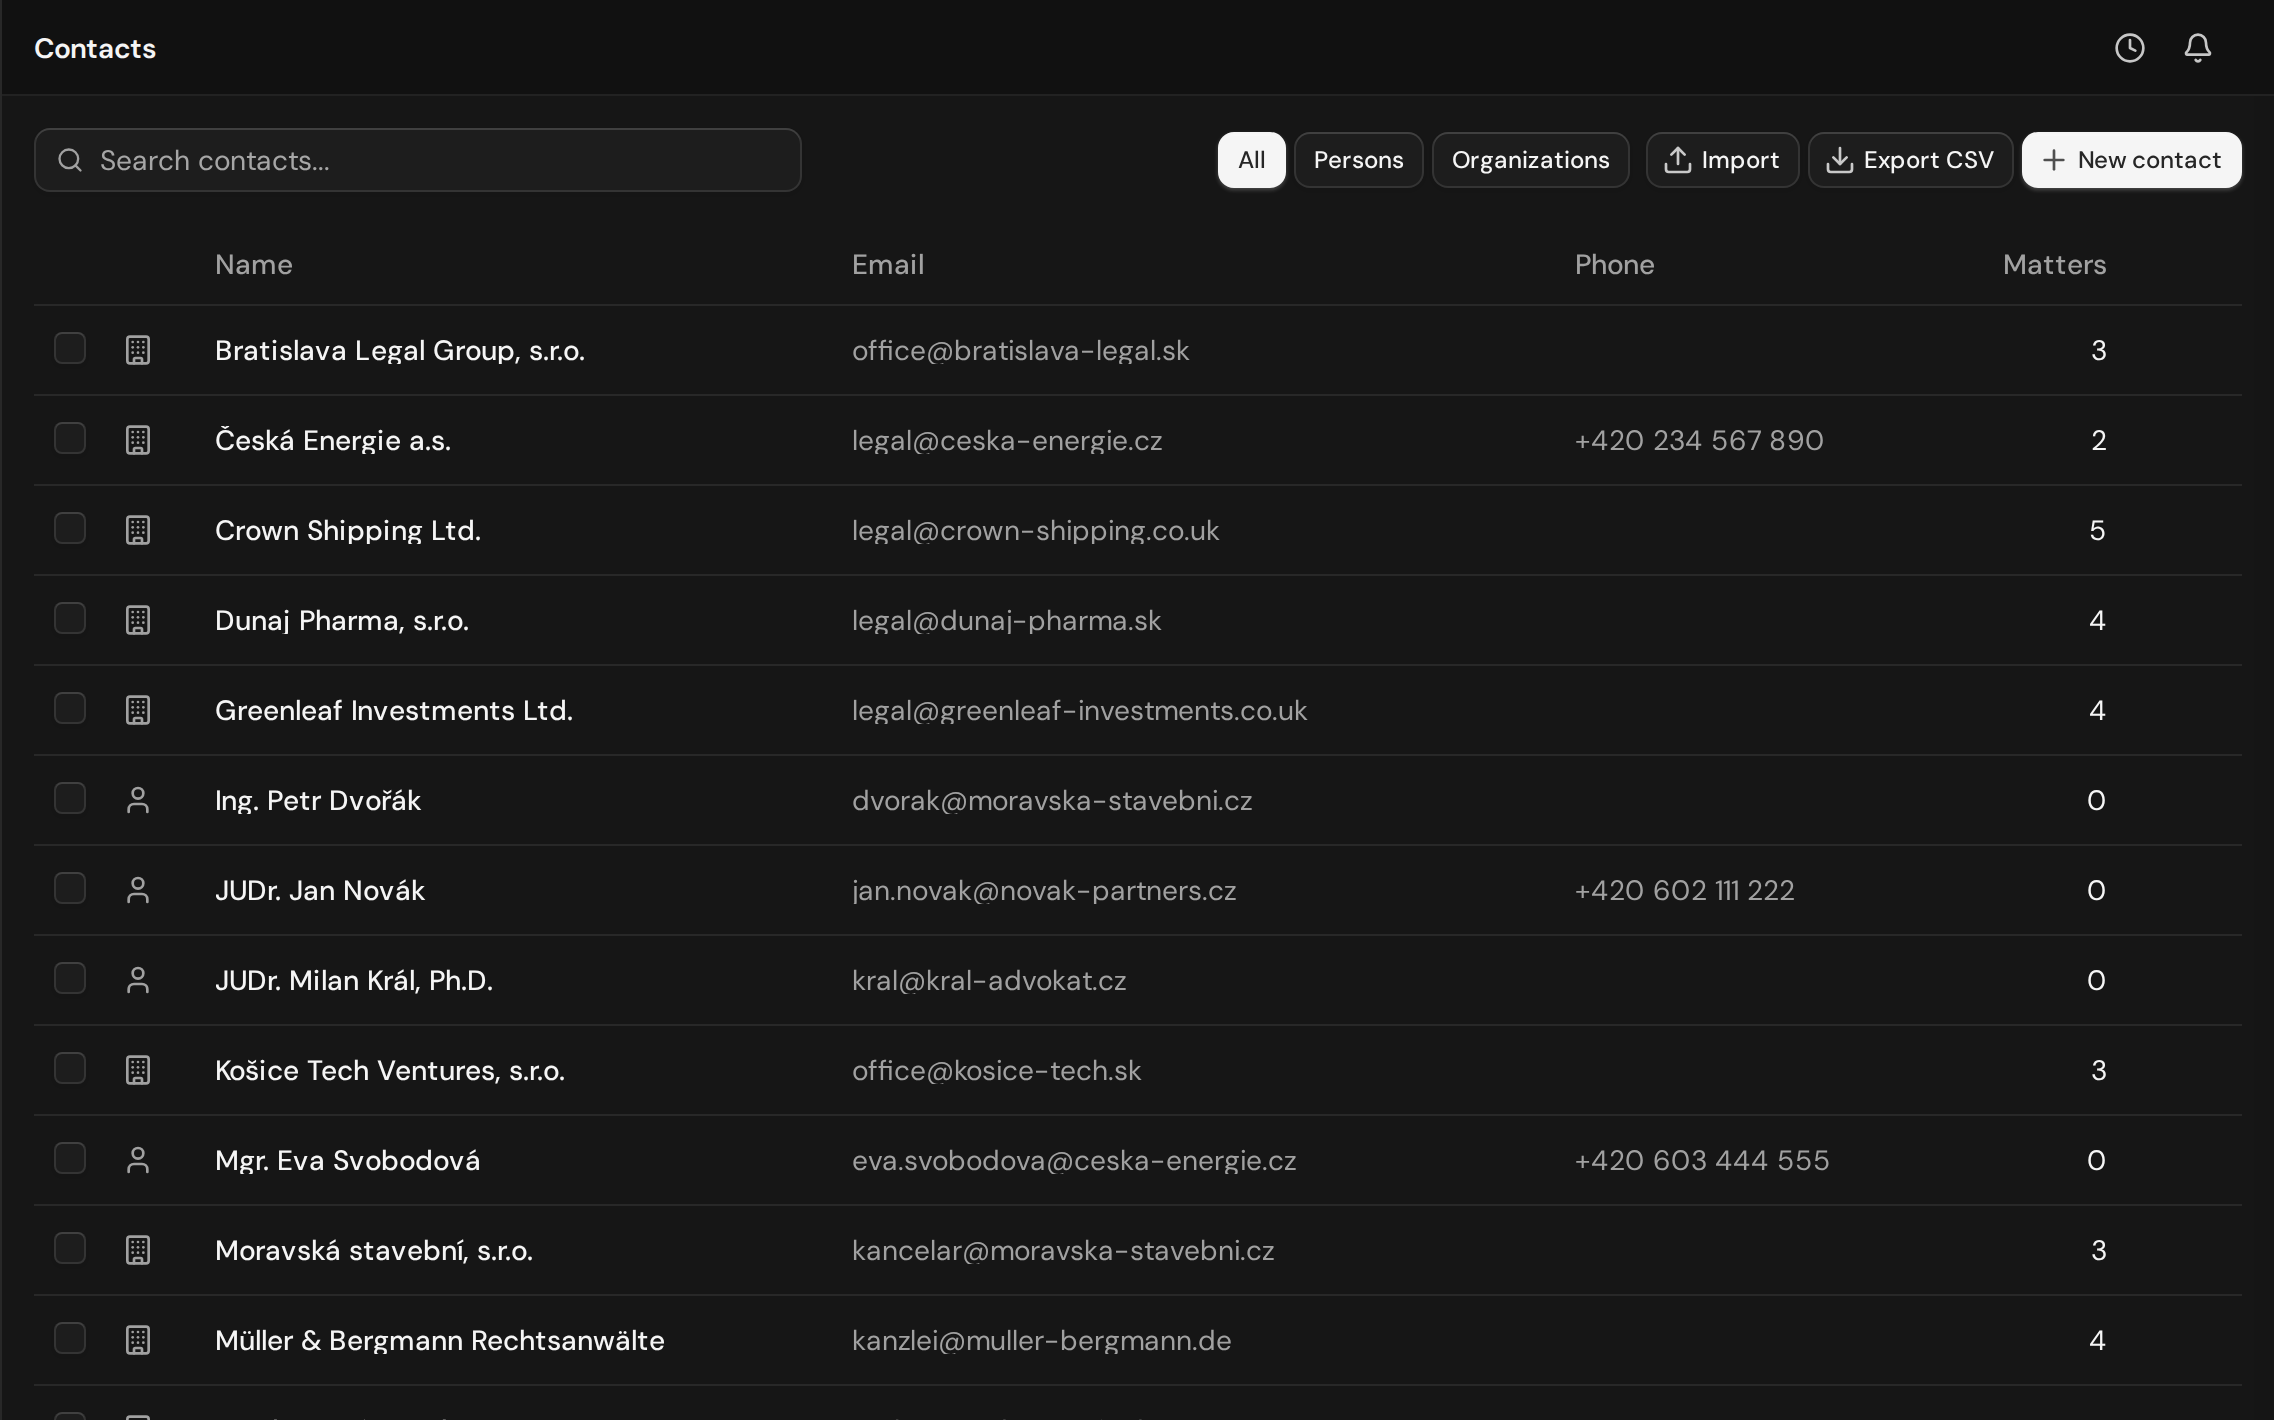 Contacts
Search contacts...
All Persons Organizations Import Export CSV New contact
Name Email Phone Matters
Bratislava Legal Group, s.r.o. office@bratislava-legal.sk 3
Česká Energie a.s. legal@ceska-energie.cz +420 234 567 890 2
Crown Shipping Ltd. legal@crown-shipping.co.uk 5
Dunaj Pharma, s.r.o. legal@dunaj-pharma.sk 4
Greenleaf Investments Ltd. legal@greenleaf-investments.co.uk 4
Ing. Petr Dvořák dvorak@moravska-stavebni.cz 0
JUDr. Jan Novák jan.novak@novak-partners.cz +420 602 111 222 0
JUDr. Milan Král, Ph.D. kral@kral-advokat.cz 0
Košice Tech Ventures, s.r.o. office@kosice-tech.sk 3
Mgr. Eva Svobodová eva.svobodova@ceska-energie.cz +420 603 444 555 0
Moravská stavební, s.r.o. kancelar@moravska-stavebni.cz 3
Müller & Bergmann Rechtsanwälte kanzlei@muller-bergmann.de 4